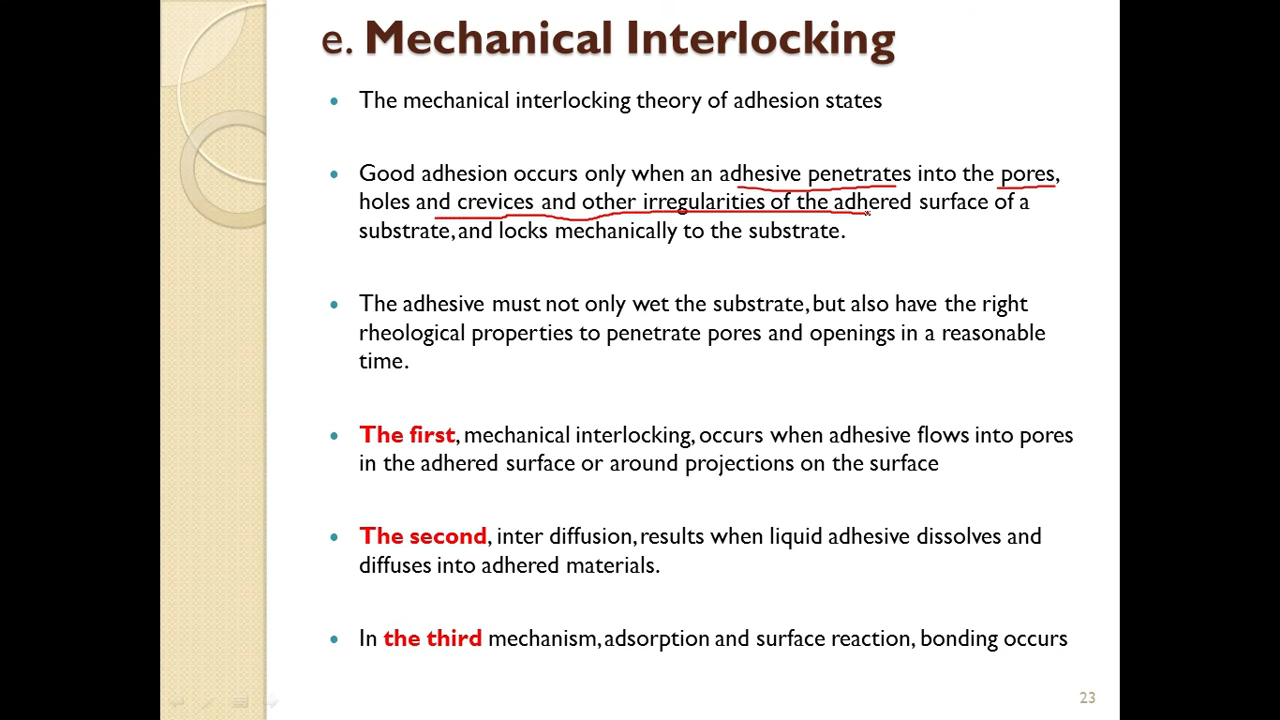 e. Mechanical Interlocking
• The mechanical interlocking theory of adhesion states
• Good adhesion occurs only when an adhesive penetrates into the pores,
holes and crevices and other irregularities of the adhered surface of a
substrate, and locks mechanically to the substrate.
• The adhesive must not only wet the substrate, but also have the right
rheological properties to penetrate pores and openings in a reasonable
time.
• The first, mechanical interlocking, occurs when adhesive flows into pores
in the adhered surface or around projections on the surface
• The second, inter diffusion, results when liquid adhesive dissolves and
diffuses into adhered materials.
• In the third mechanism, adsorption and surface reaction, bonding occurs
23